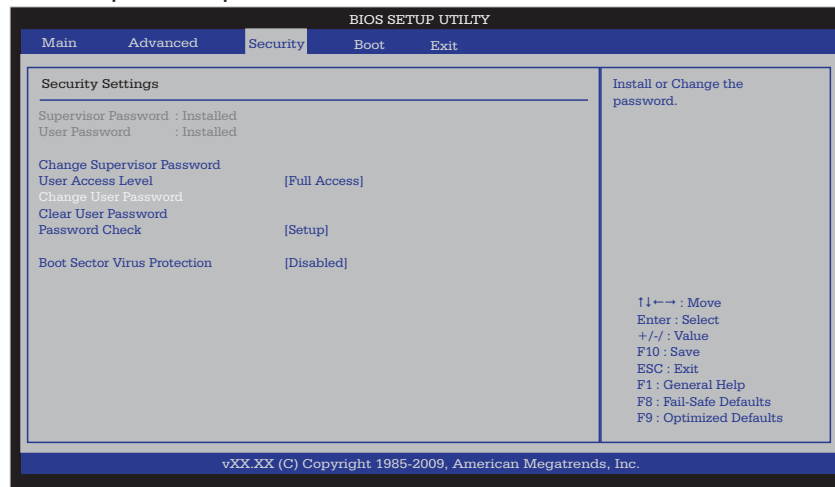 BIOS SETUP UTILTY
Main Advanced Security Boot Exit
Security Settings
Supervisor Password : Installed
User Password : Installed
Change Supervisor Password
User Access Level [Full Access]
Change User Password
Clear User Password
Password Check [Setup]
Boot Sector Virus Protection [Disabled]
Install or Change the
password.
↑↓←→ : Move
Enter : Select
+/-/ : Value
F10 : Save
ESC : Exit
F1 : General Help
F8 : Fail-Safe Defaults
F9 : Optimized Defaults
vXX.XX (C) Copyright 1985-2009, American Megatrends, Inc.